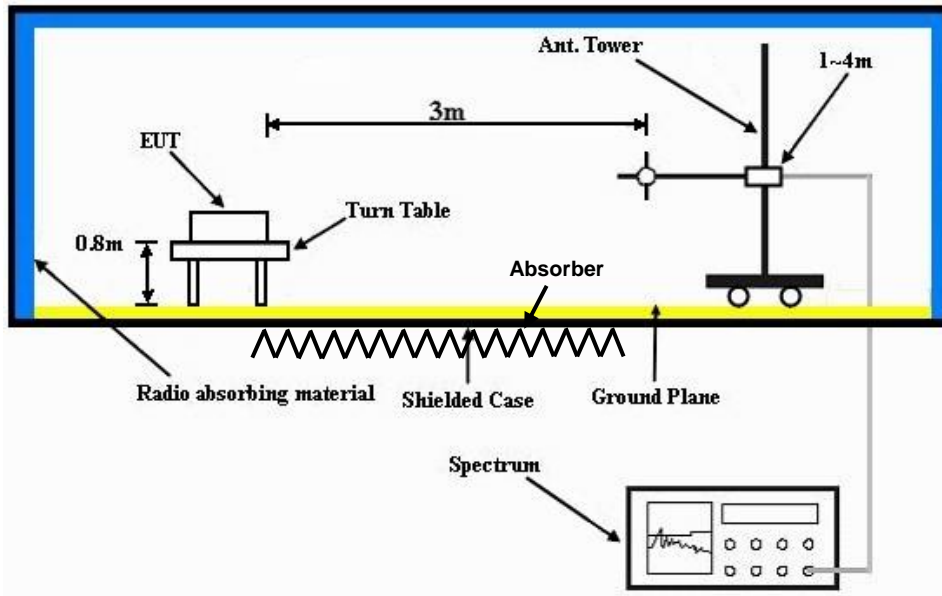 Ant. Tower
1~4m
3m
EUT
Turn Table
0.8m
Absorber
Radio absorbing material
Shielded Case
Ground Plane
Spectrum